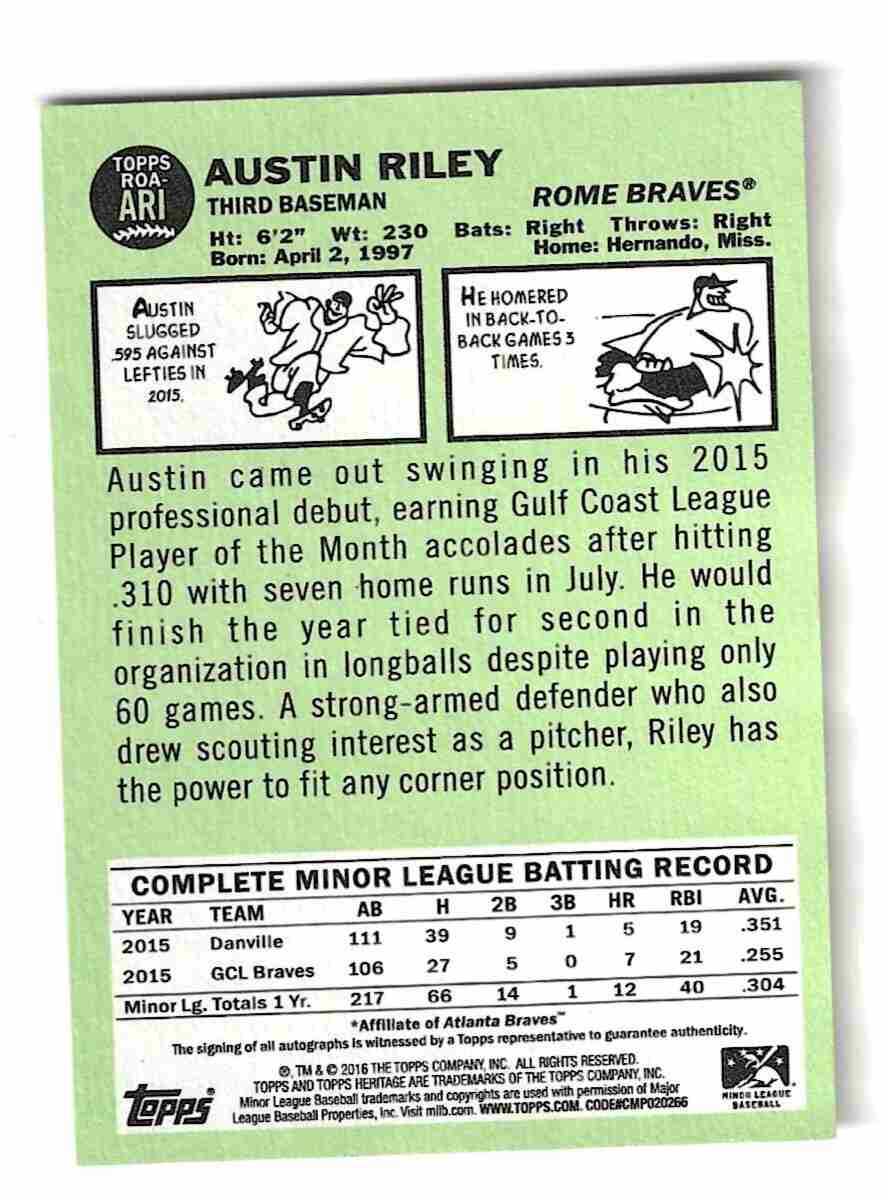 TOPPS
ROA-
ARI
AUSTIN RILEY
THIRD BASEMAN
ROME BRAVES®
Ht: 6'2" Wt: 230 Bats: Right Throws: Right
Born: April 2, 1997 Home: Hernando, Miss.
AUSTIN
SLUGGED
.595 AGAINST
LEFTIES IN
2015.
HE HOMERED
IN BACK-TO-
BACK GAMES 3
TIMES.
Austin came out swinging in his 2015
professional debut, earning Gulf Coast League
Player of the Month accolades after hitting
.310 with seven home runs in July. He would
finish the year tied for second in the
organization in longballs despite playing only
60 games. A strong-armed defender who also
drew scouting interest as a pitcher, Riley has
the power to fit any corner position.
COMPLETE MINOR LEAGUE BATTING RECORD
YEAR TEAM AB H 2B 3B HR RBI AVG.
2015 Danville 111 39 9 1 5 19 .351
2015 GCL Braves 106 27 5 0 7 21 .255
Minor Lg. Totals 1 Yr. 217 66 14 1 12 40 .304
*Affiliate of Atlanta Braves™
The signing of all autographs is witnessed by a Topps representative to guarantee authenticity.
®, TM & © 2016 THE TOPPS COMPANY, INC. ALL RIGHTS RESERVED.
TOPPS AND TOPPS HERITAGE ARE TRADEMARKS OF THE TOPPS COMPANY, INC.
Minor League Baseball trademarks and copyrights are used with permission of Major
League Baseball Properties, Inc. Visit milb.com. WWW.TOPPS.COM. CODE#CMP020266
Topps®
MINOR LEAGUE
BASEBALL